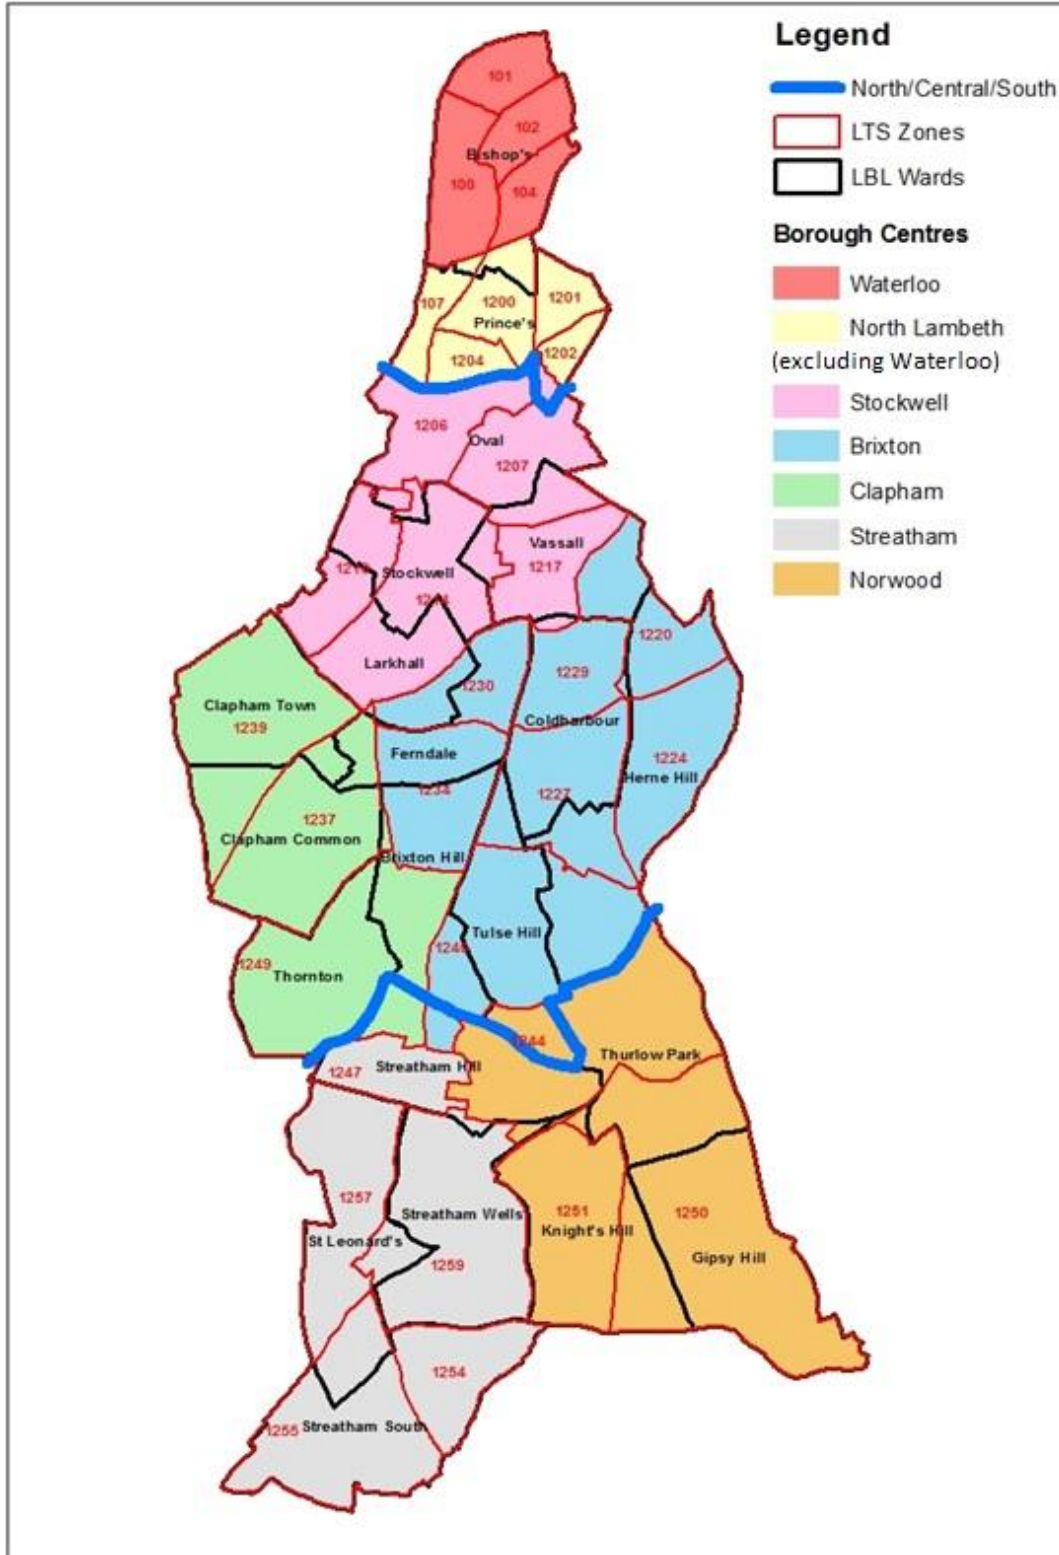 Legend
North/Central/South
LTS Zones
LBL Wards
Borough Centres
Waterloo
North Lambeth
(excluding Waterloo)
Stockwell
Brixton
Clapham
Streatham
Norwood
101
102
Bishop's
100
104
107
1200
1201
Prince's
1204
1202
1206
Oval
1207
Vassall
1217
Stockwell
Larkhall
1220
1230
1229
Clapham Town
1239
Coldharbour
Ferndale
1224
Herne Hill
1234
1227
1237
Clapham Common
Brixton Hill
Tulse Hill
1249
Thornton
1244
Thurlow Park
1247
Streatham Hill
1257
Streatham Wells
1251
1250
Knight's Hill
St Leonard's
Gipsy Hill
1259
1254
1255
Streatham South